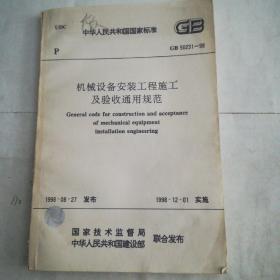 UDC
中华人民共和国国家标准
GB
P
GB 50231-98
机械设备安装工程施工
及验收通用规范
General code for construction and acceptance
of mechanical equipment
installation engineering
1998-08-27 发布
1998-12-01 实施
国家技术监督局
中华人民共和国建设部
联合发布